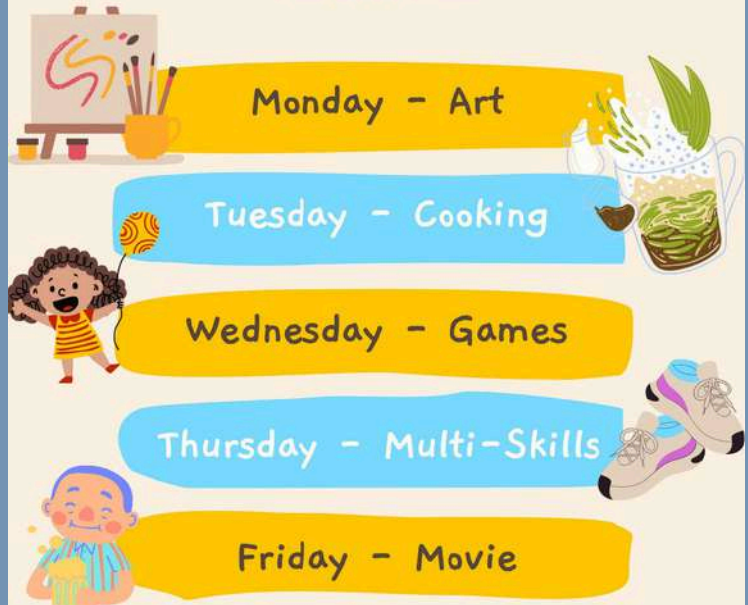 Monday - Art
Tuesday - Cooking
Wednesday - Games
Thursday - Multi-Skills
Friday - Movie